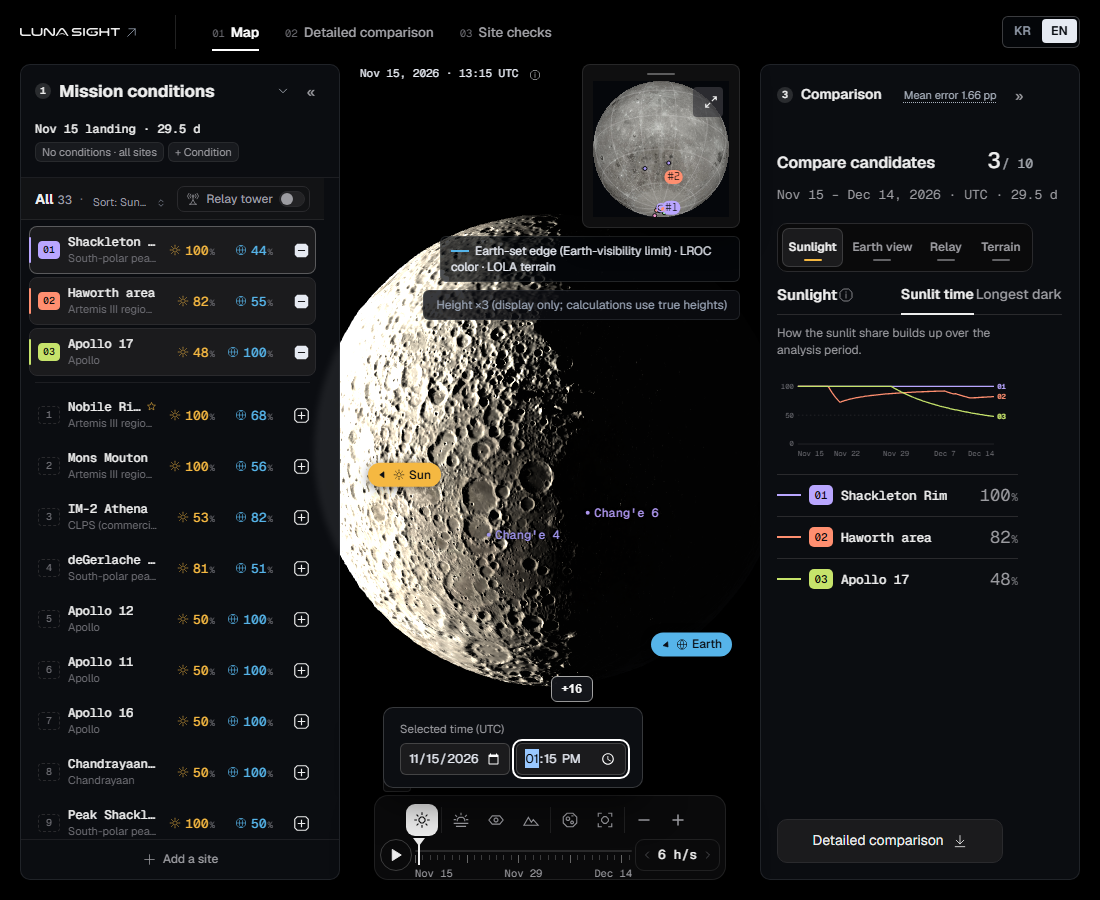 LUNA SIGHT
01 Map
02 Detailed comparison
03 Site checks
KR EN
1 Mission conditions
Nov 15 landing · 29.5 d
No conditions · all sites
+ Condition
All 33 · Sort: Sun...
Relay tower
01 Shackleton … 100% 44%
South-polar pea...
02 Haworth area 82% 55%
Artemis III regio...
03 Apollo 17 48% 100%
Apollo
1 Nobile Ri… 100% 68%
Artemis III regio...
2 Mons Mouton 100% 56%
Artemis III regio...
3 IM-2 Athena 53% 82%
CLPS (commerci...
4 deGerlache … 81% 51%
South-polar pea...
5 Apollo 12 50% 100%
Apollo
6 Apollo 11 50% 100%
Apollo
7 Apollo 16 50% 100%
Apollo
8 Chandrayaan… 50% 100%
Chandrayaan
9 Peak Shackl… 100% 50%
South-polar pea...
+ Add a site
Nov 15, 2026 · 13:15 UTC
#2
#1
Earth-set edge (Earth-visibility limit) · LROC
color · LOLA terrain
Height ×3 (display only; calculations use true heights)
Sun
Chang'e 6
Chang'e 4
Earth
+16
Selected time (UTC)
11/15/2026
01:15 PM
6 h/s
Nov 15 Nov 29 Dec 14
3 Comparison
Mean error 1.66 pp
Compare candidates 3 / 10
Nov 15 – Dec 14, 2026 · UTC · 29.5 d
Sunlight Earth view Relay Terrain
Sunlight
Sunlit time Longest dark
How the sunlit share builds up over the
analysis period.
100
50
0
01
02
03
Nov 15 Nov 22 Nov 29 Dec 7 Dec 14
01 Shackleton Rim 100%
02 Haworth area 82%
03 Apollo 17 48%
Detailed comparison